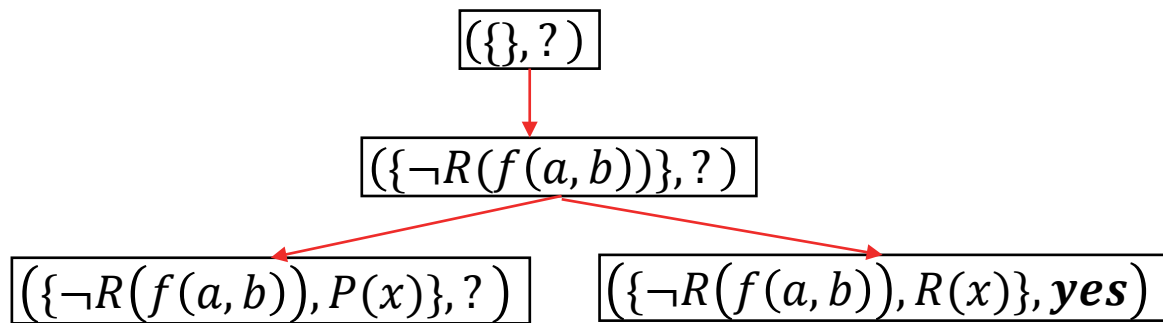 ({}, ?)
({¬R(f(a, b))}, ?)
({¬R(f(a, b)), P(x)}, ?)
({¬R(f(a, b)), R(x)}, yes)